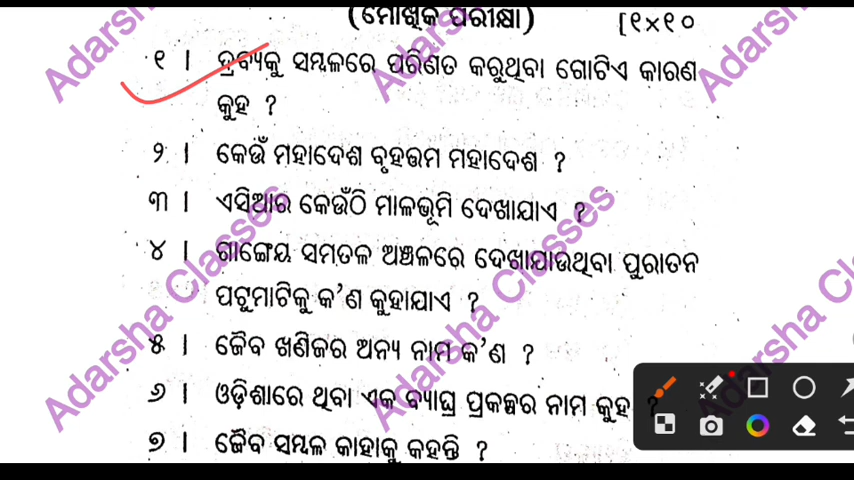 (ମୌଖିକ ପରୀକ୍ଷା) [୧×୧୦
୧ । ଦ୍ରବ୍ୟକୁ ସମ୍ବଳରେ ପରିଣତ କରୁଥିବା ଗୋଟିଏ କାରଣ
କୁହ ?
୨ । କେଉଁ ମହାଦେଶ ବୃହତ୍ତମ ମହାଦେଶ ?
୩ । ଏସିଆର କେଉଁଠି ମାଳଭୂମି ଦେଖାଯାଏ ?
୪ । ଗାଙ୍ଗେୟ ସମତଳ ଅଞ୍ଚଳରେ ଦେଖାଯାଉଥିବା ପୁରାତନ
ପଟୁମାଟିକୁ କ'ଣ କୁହାଯାଏ ?
୫ । ଜୈବ ଖଣିଜର ଅନ୍ୟ ନାମ କ'ଣ ?
୬ । ଓଡ଼ିଶାରେ ଥିବା ଏକ ବ୍ୟାଘ୍ର ପ୍ରକଳ୍ପର ନାମ କୁହ ?
୭ । ଜୈବ ସମ୍ବଳ କାହାକୁ କହନ୍ତି ?
Adarsha Classes
Adarsha Classes